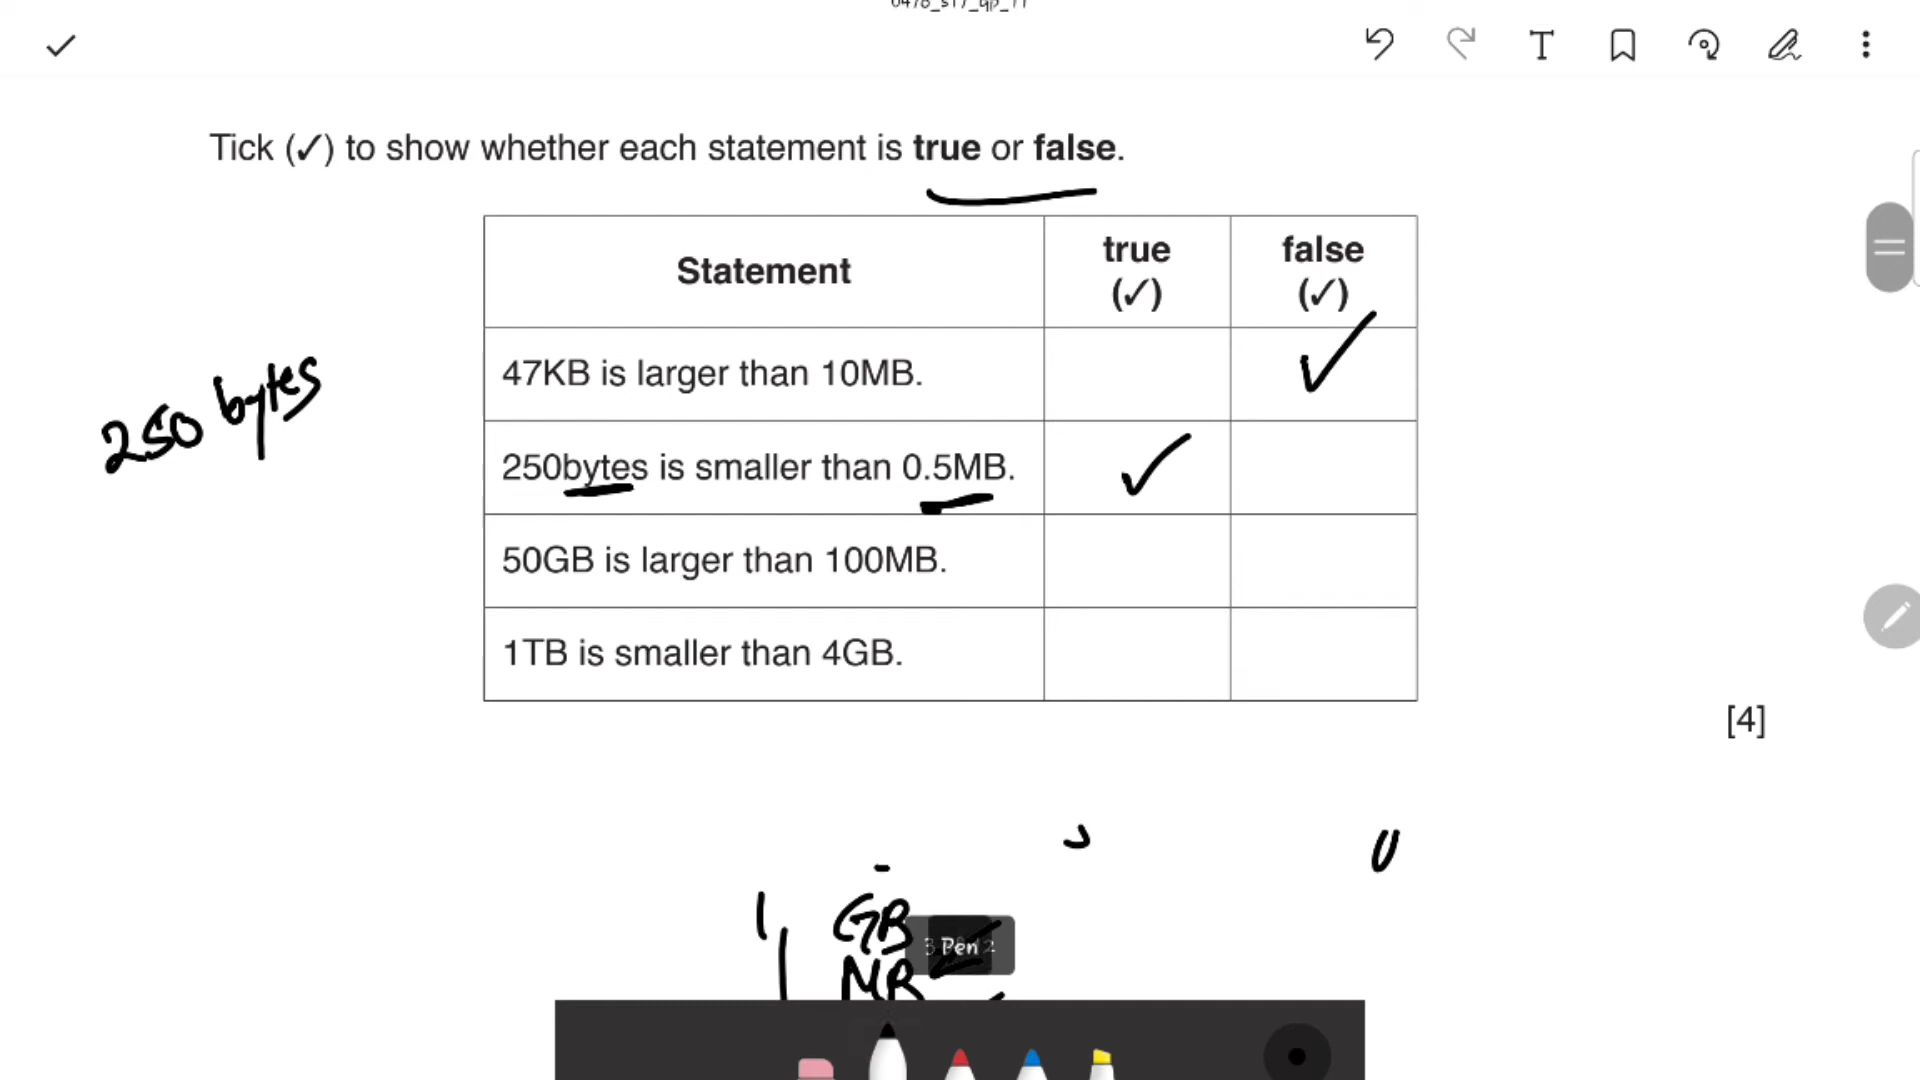 Tick (✓) to show whether each statement is true or false.
Statement
true
(✓)
false
(✓)
47KB is larger than 10MB.
✓
250 bytes
250bytes is smaller than 0.5MB.
✓
50GB is larger than 100MB.
1TB is smaller than 4GB.
[4]
GB
Pen
MB